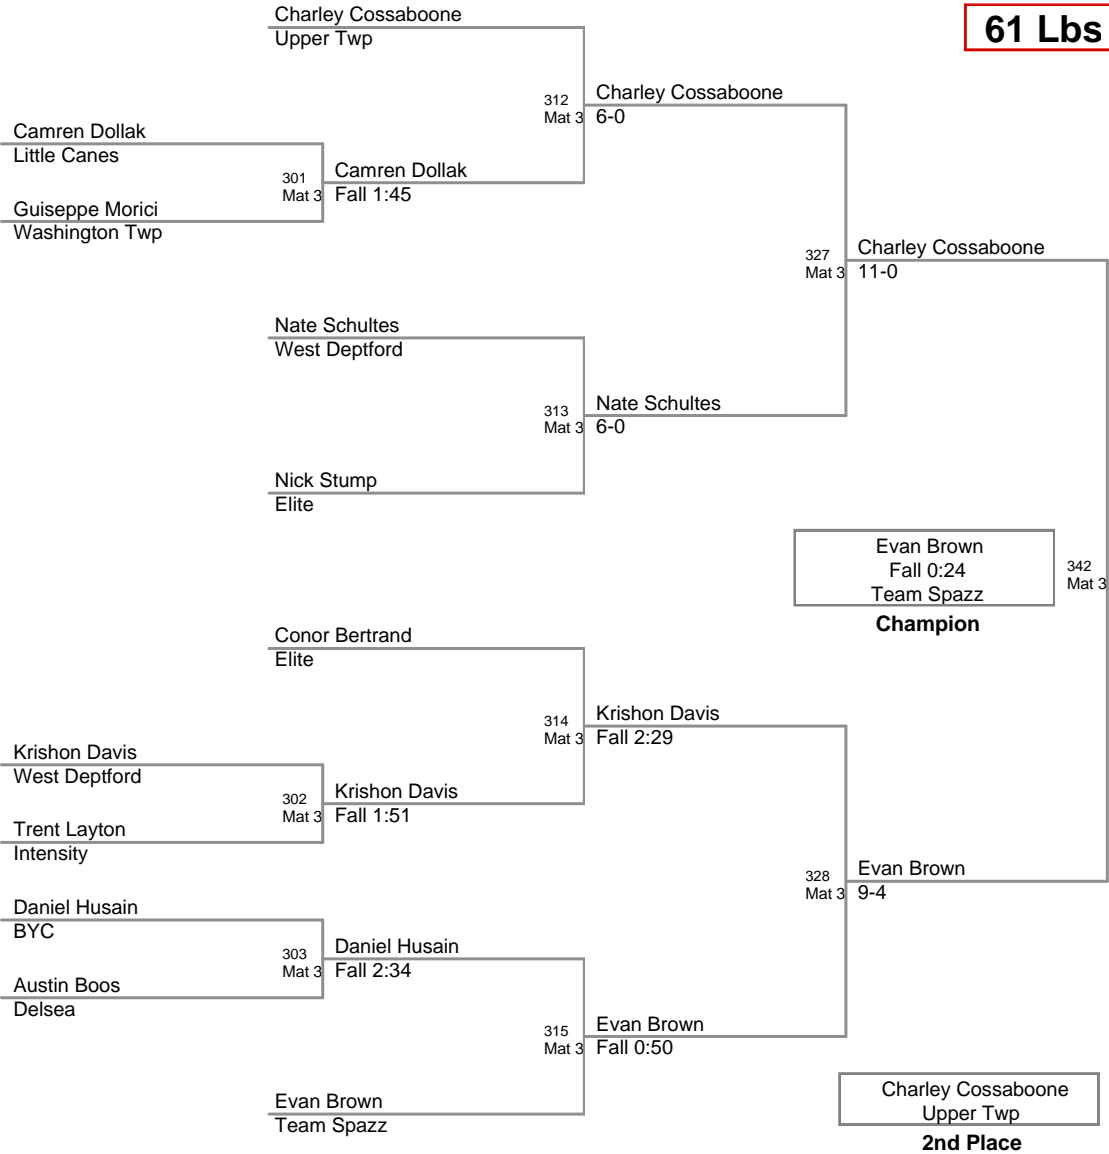 61 Lbs
Charley Cossaboone
Upper Twp
312
Mat 3
Charley Cossaboone
6-0
Camren Dollak
Little Canes
301
Mat 3
Camren Dollak
Fall 1:45
Guiseppe Morici
Washington Twp
327
Mat 3
Charley Cossaboone
11-0
Nate Schultes
West Deptford
313
Mat 3
Nate Schultes
6-0
Nick Stump
Elite
Evan Brown
Fall 0:24
Team Spazz
Champion
342
Mat 3
Conor Bertrand
Elite
314
Mat 3
Krishon Davis
Fall 2:29
Krishon Davis
West Deptford
302
Mat 3
Krishon Davis
Fall 1:51
Trent Layton
Intensity
328
Mat 3
Evan Brown
9-4
Daniel Husain
BYC
303
Mat 3
Daniel Husain
Fall 2:34
Austin Boos
Delsea
315
Mat 3
Evan Brown
Fall 0:50
Evan Brown
Team Spazz
Charley Cossaboone
Upper Twp
2nd Place